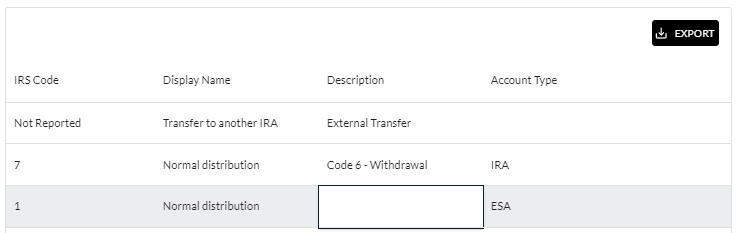 EXPORT
IRS Code Display Name Description Account Type
Not Reported Transfer to another IRA External Transfer
7 Normal distribution Code 6 - Withdrawal IRA
1 Normal distribution ESA